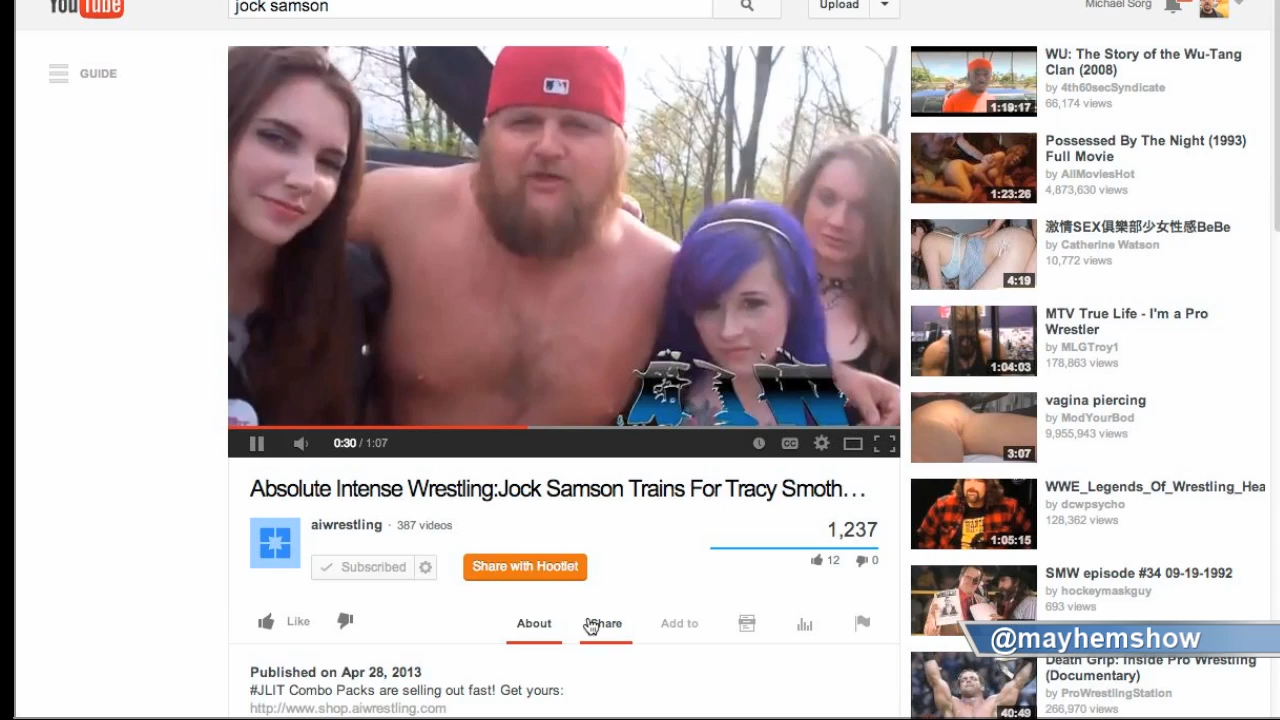 YouTube
jock samson
Upload
Michael Sorg
GUIDE
0:30 / 1:07
CC
Absolute Intense Wrestling:Jock Samson Trains For Tracy Smoth...
aiwrestling · 387 videos
1,237
Subscribed
Share with Hootlet
12
0
Like
About
Share
Add to
Published on Apr 28, 2013
#JLIT Combo Packs are selling out fast! Get yours:
http://www.shop.aiwrestling.com
1:19:17
WU: The Story of the Wu-Tang
Clan (2008)
by 4th60secSyndicate
66,174 views
1:23:26
Possessed By The Night (1993)
Full Movie
by AllMoviesHot
4,873,630 views
4:19
激情SEX俱樂部少女性感BeBe
by Catherine Watson
10,772 views
1:04:03
MTV True Life - I'm a Pro
Wrestler
by MLGTroy1
178,863 views
3:07
vagina piercing
by ModYourBod
9,955,943 views
1:05:15
WWE_Legends_Of_Wrestling_Hea
by dcwpsycho
128,362 views
SMW episode #34 09-19-1992
by hockeymaskguy
693 views
@mayhemshow
40:49
Death Grip: Inside Pro Wrestling
(Documentary)
by ProWrestlingStation
266,970 views
AIW